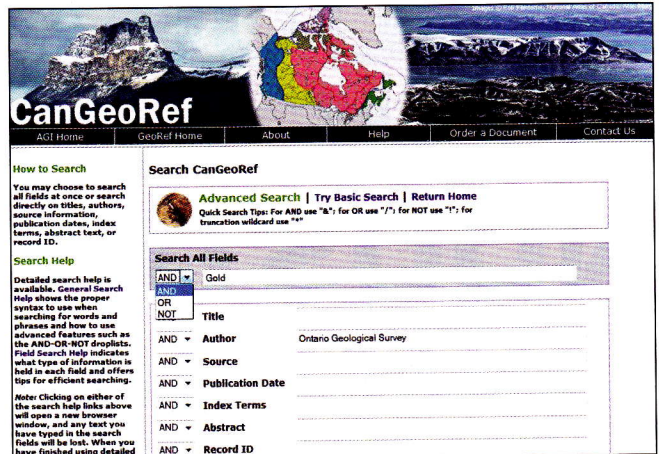 CanGeoRef
AGI Home GeoRef Home About Help Order a Document Contact Us
How to Search
You may choose to search
all fields at once or search
directly on titles, authors,
source information,
publication dates, index
terms, abstract text, or
record ID.
Search Help
Detailed search help is
available. General Search
Help shows the proper
syntax to use when
searching for words and
phrases and how to use
advanced features such as
the AND-OR-NOT droplists.
Field Search Help indicates
what type of information is
held in each field and offers
tips for efficient searching.
Note: Clicking on either of
the search help links above
will open a new browser
window, and any text you
have typed in the search
fields will be lost. When you
have finished using detailed
Search CanGeoRef
Advanced Search | Try Basic Search | Return Home
Quick Search Tips: For AND use "&"; for OR use "/"; for NOT use "!"; for
truncation wildcard use "*"
Search All Fields
AND Gold
AND
OR
NOT
Title
AND Author Ontario Geological Survey
AND Source
AND Publication Date
AND Index Terms
AND Abstract
AND Record ID